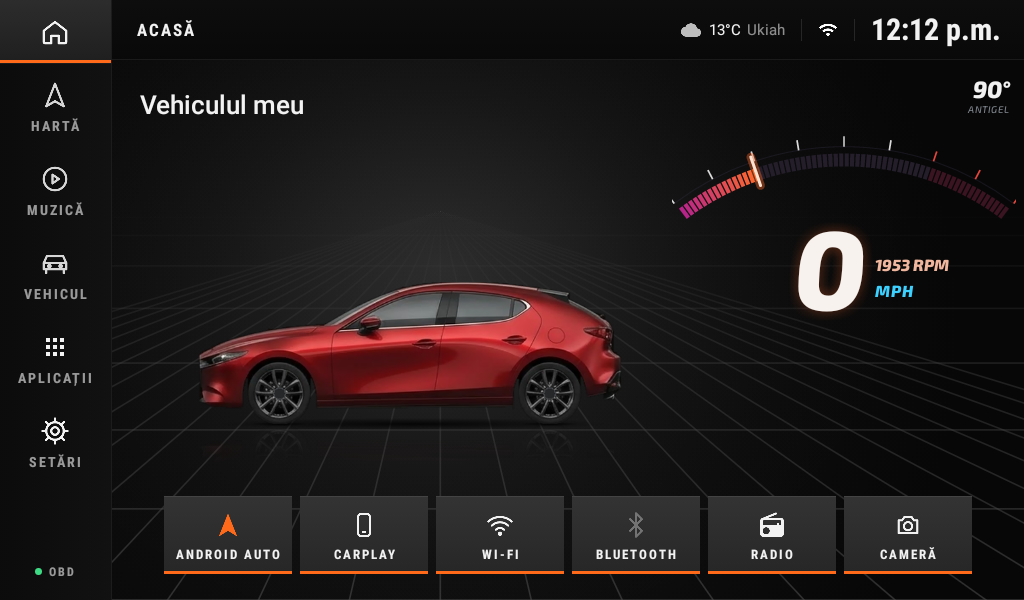 ACASĂ
13°C Ukiah
12:12 p.m.
HARTĂ
MUZICĂ
VEHICUL
APLICAȚII
SETĂRI
OBD
Vehiculul meu
90°
ANTIGEL
0
1953 RPM
MPH
ANDROID AUTO
CARPLAY
WI-FI
BLUETOOTH
RADIO
CAMERĂ